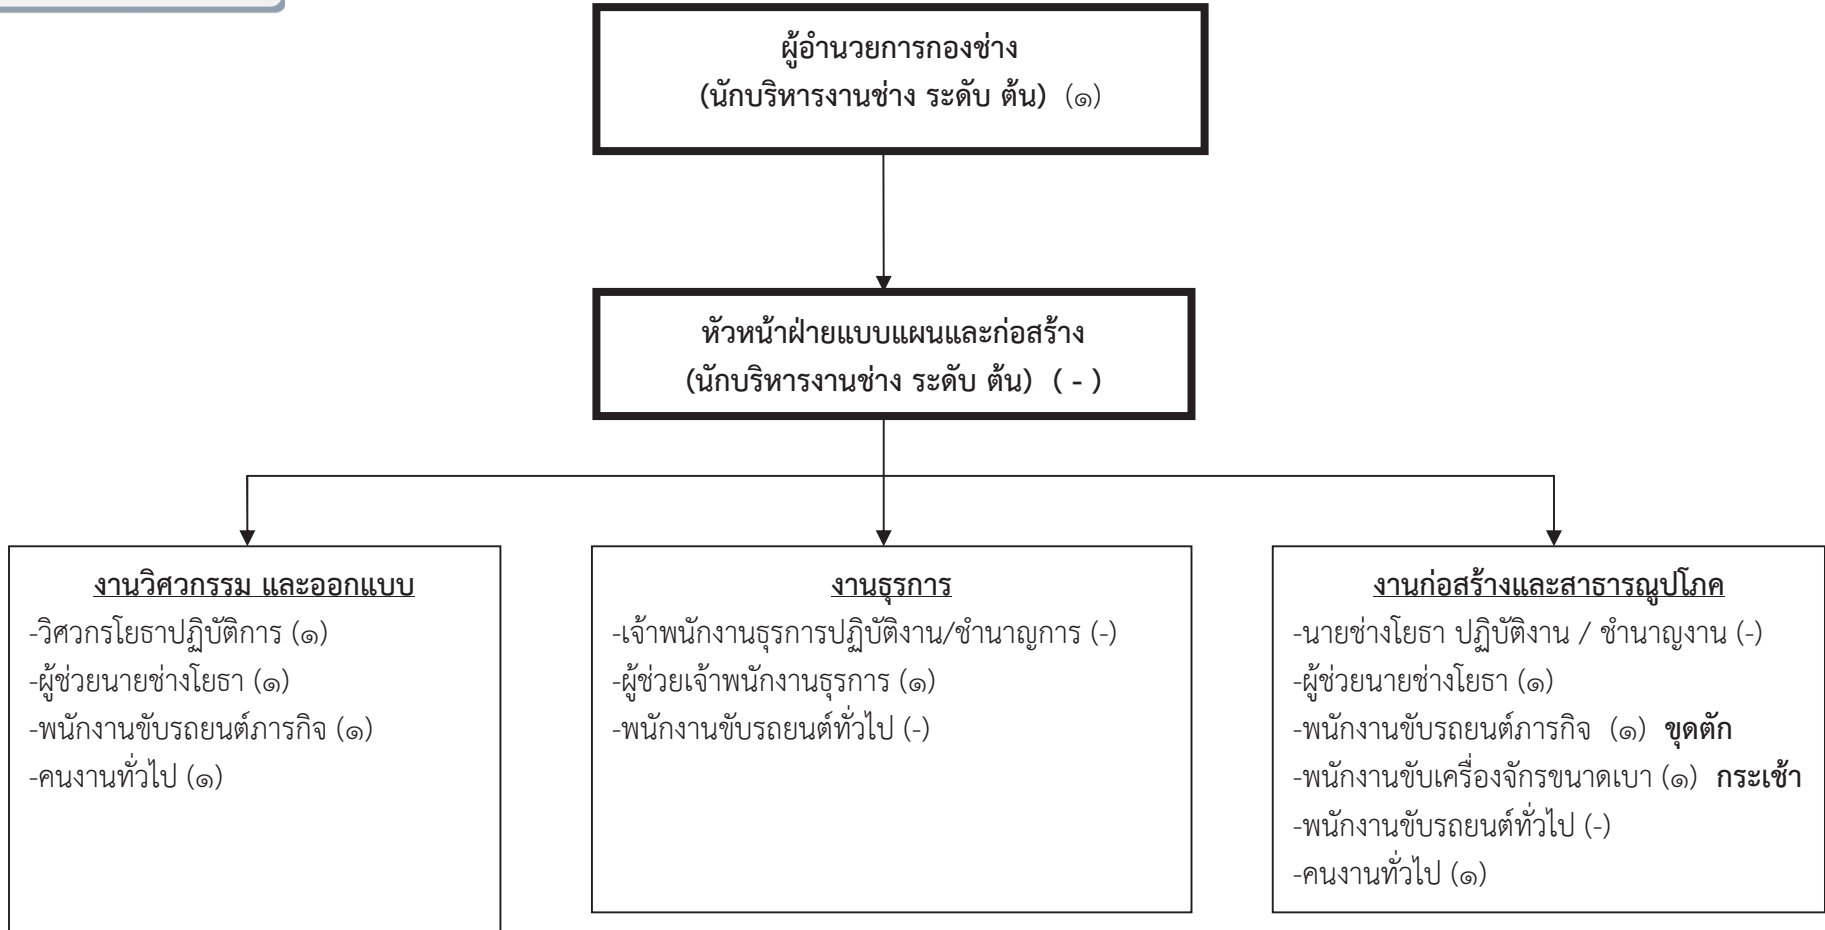 ผู้อำนวยการกองช่าง
(นักบริหารงานช่าง ระดับ ต้น) (๑)
หัวหน้าฝ่ายแบบแผนและก่อสร้าง
(นักบริหารงานช่าง ระดับ ต้น) ( - )
งานวิศวกรรม และออกแบบ
-วิศวกรโยธาปฏิบัติการ (๑)
-ผู้ช่วยนายช่างโยธา (๑)
-พนักงานขับรถยนต์ภารกิจ (๑)
-คนงานทั่วไป (๑)
งานธุรการ
-เจ้าพนักงานธุรการปฏิบัติงาน/ชำนาญการ (-)
-ผู้ช่วยเจ้าพนักงานธุรการ (๑)
-พนักงานขับรถยนต์ทั่วไป (-)
งานก่อสร้างและสาธารณูปโภค
-นายช่างโยธา ปฏิบัติงาน / ชำนาญงาน (-)
-ผู้ช่วยนายช่างโยธา (๑)
-พนักงานขับรถยนต์ภารกิจ (๑) ขุดตัก
-พนักงานขับเครื่องจักรขนาดเบา (๑) กระเช้า
-พนักงานขับรถยนต์ทั่วไป (-)
-คนงานทั่วไป (๑)